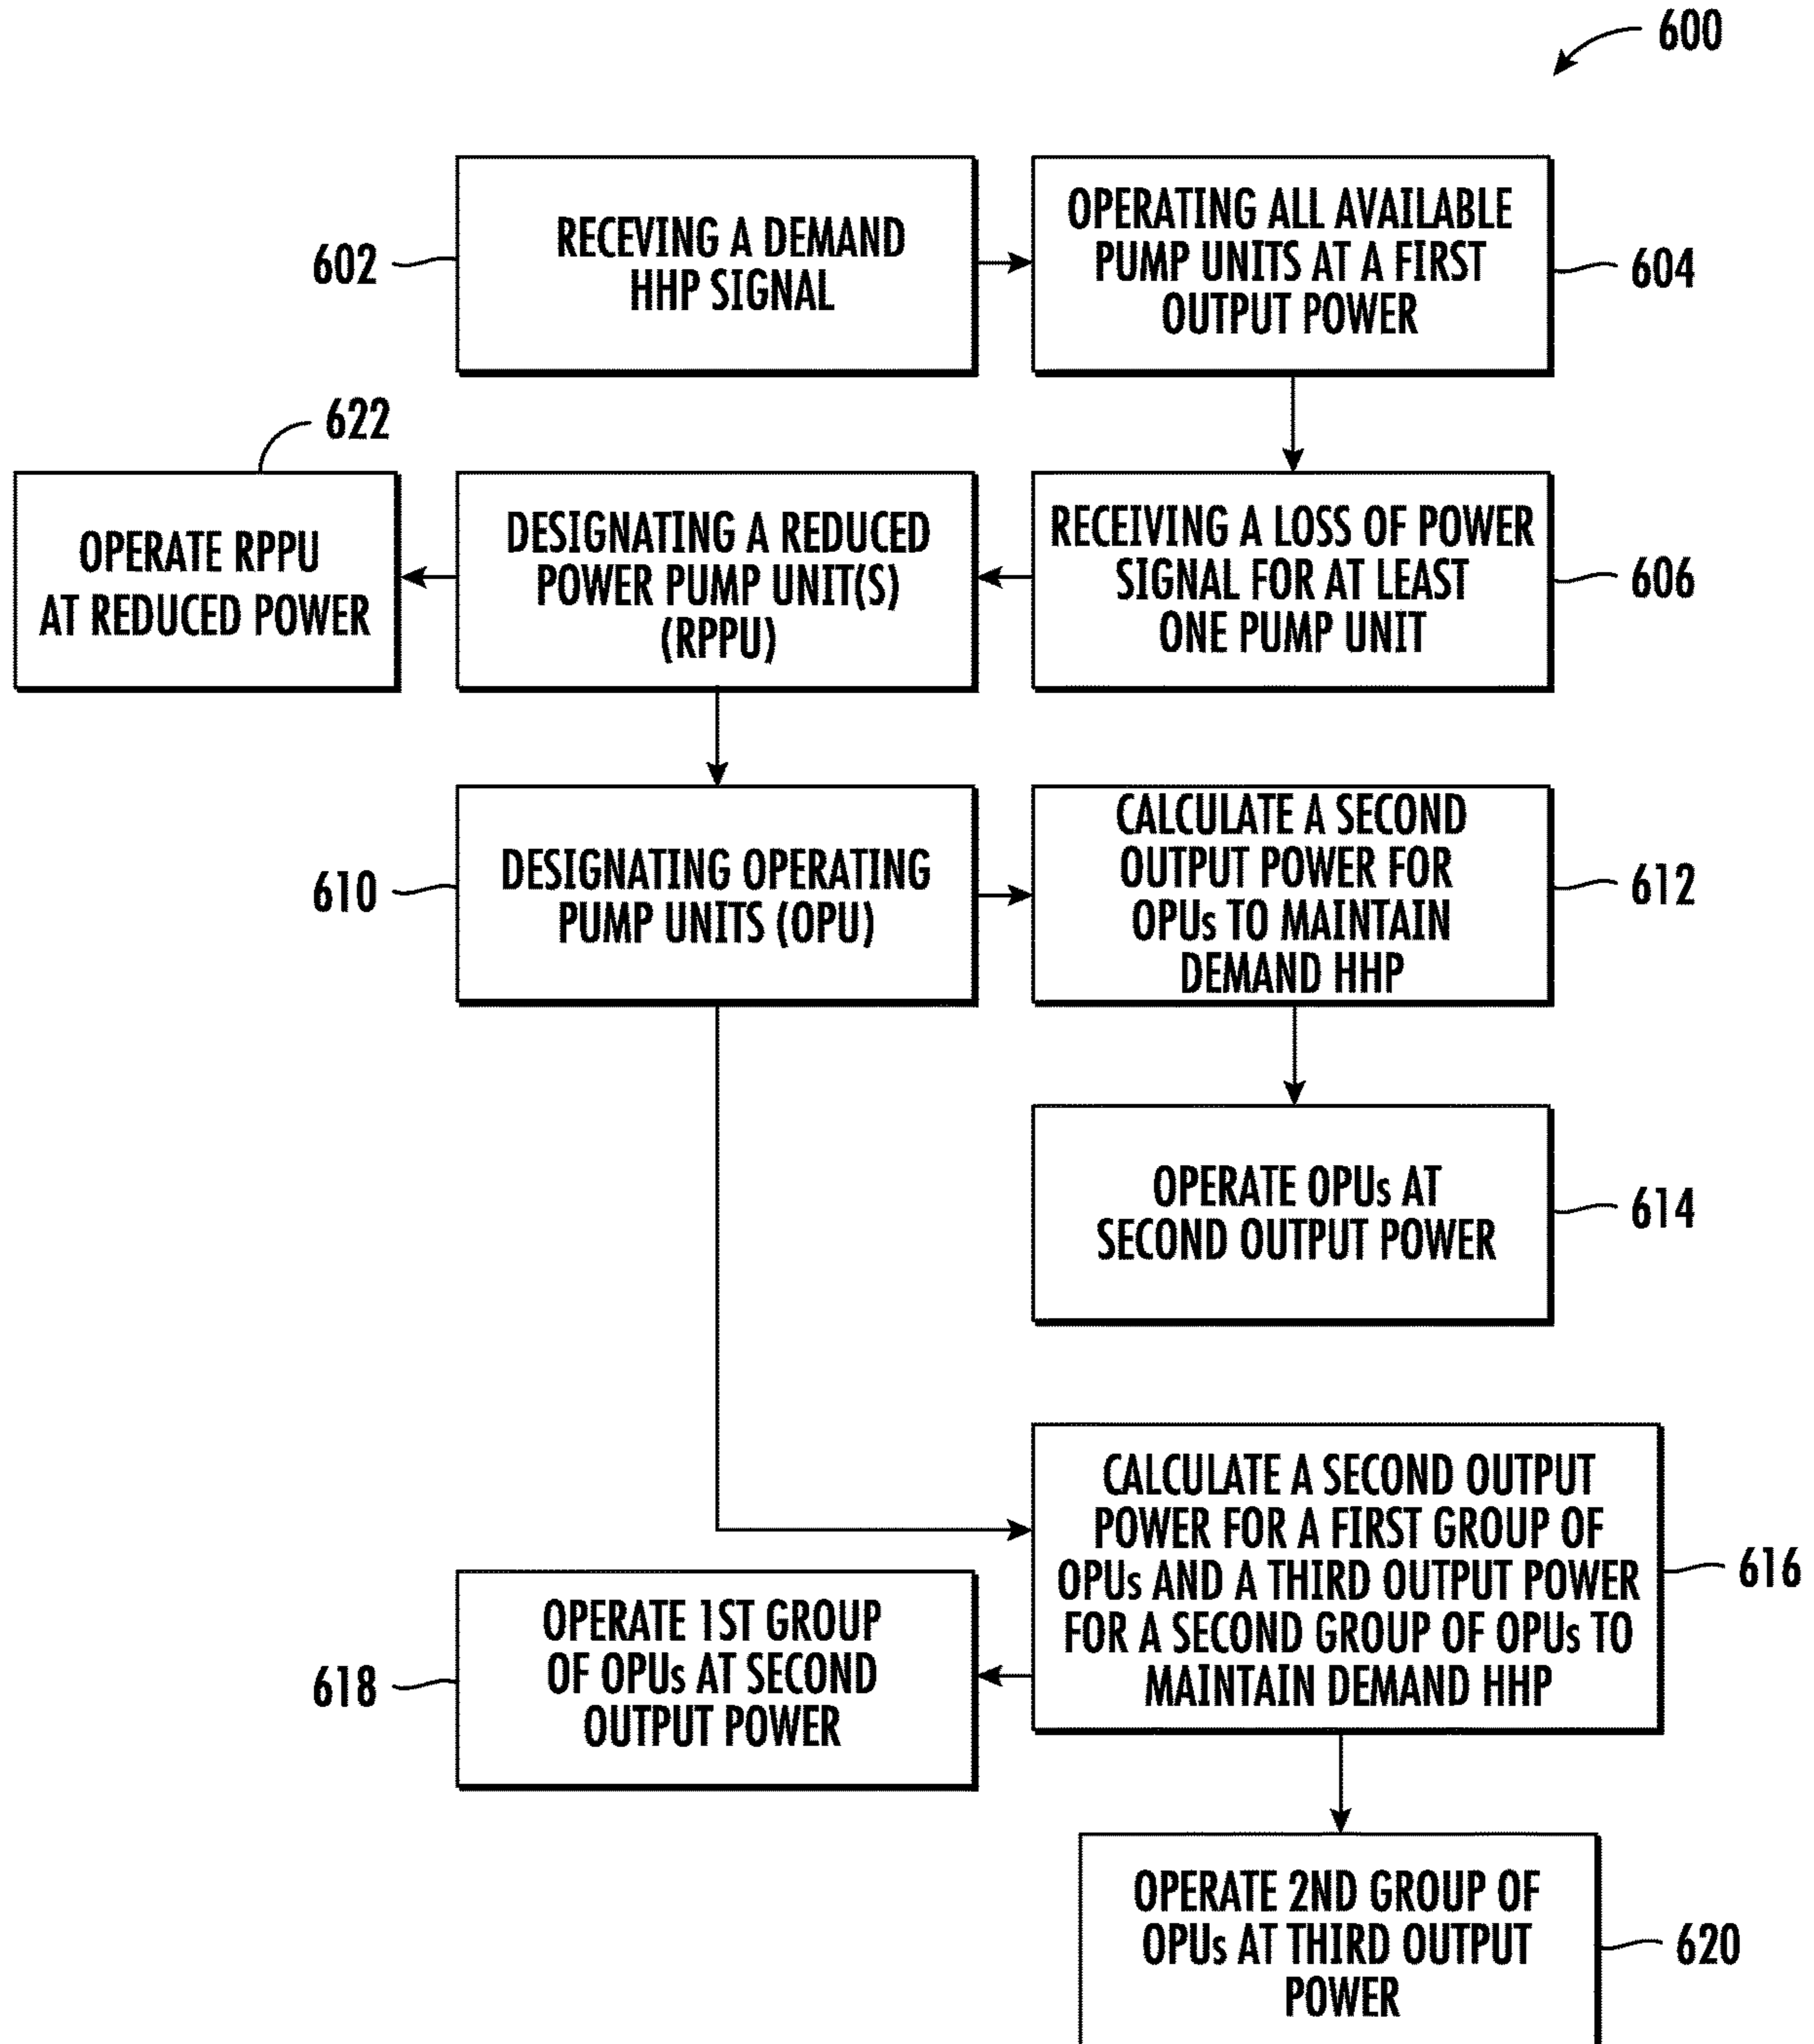 600
RECEVING A DEMAND
HHP SIGNAL
602
OPERATING ALL AVAILABLE
PUMP UNITS AT A FIRST
OUTPUT POWER
604
622
OPERATE RPPU
AT REDUCED POWER
DESIGNATING A REDUCED
POWER PUMP UNIT(S)
(RPPU)
RECEIVING A LOSS OF POWER
SIGNAL FOR AT LEAST
ONE PUMP UNIT
606
610
DESIGNATING OPERATING
PUMP UNITS (OPU)
CALCULATE A SECOND
OUTPUT POWER FOR
OPUs TO MAINTAIN
DEMAND HHP
612
OPERATE OPUs AT
SECOND OUTPUT POWER
614
CALCULATE A SECOND OUTPUT
POWER FOR A FIRST GROUP OF
OPUs AND A THIRD OUTPUT POWER
FOR A SECOND GROUP OF OPUs TO
MAINTAIN DEMAND HHP
616
618
OPERATE 1ST GROUP
OF OPUs AT SECOND
OUTPUT POWER
OPERATE 2ND GROUP OF
OPUs AT THIRD OUTPUT
POWER
620